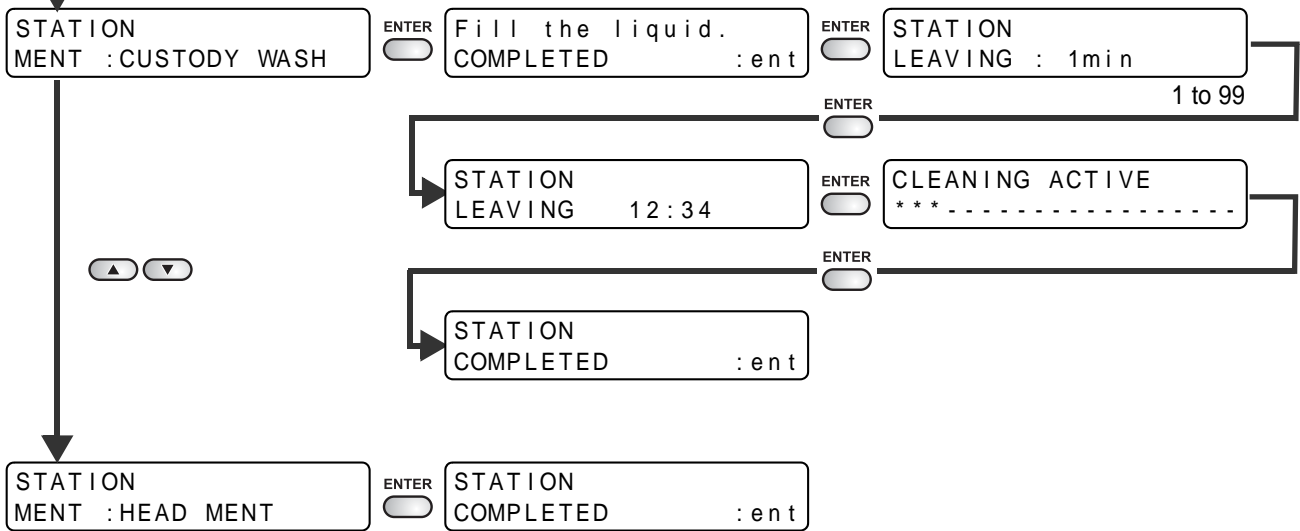 STATION
MENT :CUSTODY WASH
ENTER
Fill the liquid.
COMPLETED :ent
ENTER
STATION
LEAVING : 1min
1 to 99
ENTER
STATION
LEAVING 12:34
ENTER
CLEANING ACTIVE
***-----------------
ENTER
STATION
COMPLETED :ent
STATION
MENT :HEAD MENT
ENTER
STATION
COMPLETED :ent